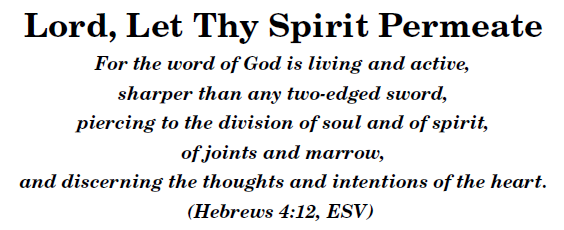 Lord, Let Thy Spirit Permeate
For the word of God is living and active,
sharper than any two-edged sword,
piercing to the division of soul and of spirit,
of joints and marrow,
and discerning the thoughts and intentions of the heart.
(Hebrews 4:12, ESV)